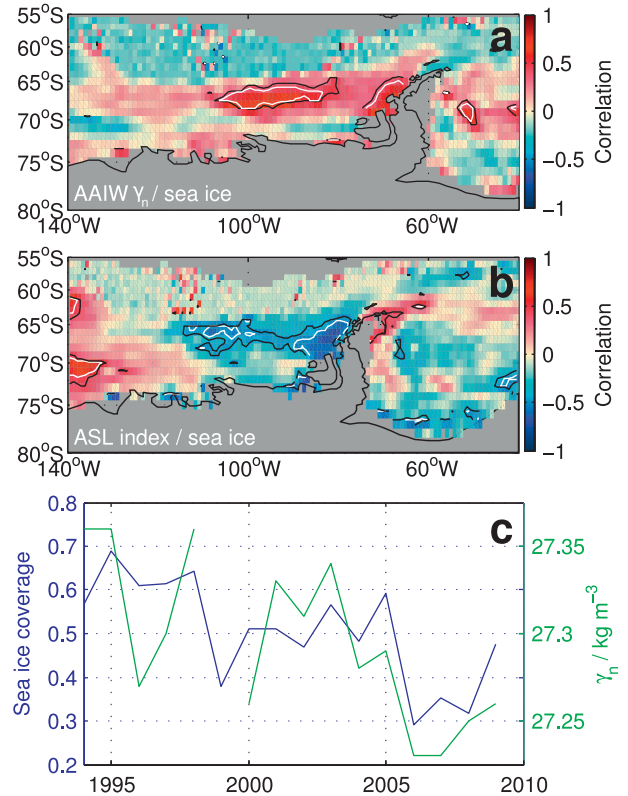 55°S
60°S
65°S
70°S
75°S
80°S
140°W
100°W
60°W
a
AAIW γn / sea ice
1
0.5
0
−0.5
−1
Correlation
55°S
60°S
65°S
70°S
75°S
80°S
140°W
100°W
60°W
b
ASL index / sea ice
1
0.5
0
−0.5
−1
Correlation
c
0.8
0.7
0.6
0.5
0.4
0.3
0.2
Sea ice coverage
27.35
27.3
27.25
γn / kg m−3
1995
2000
2005
2010